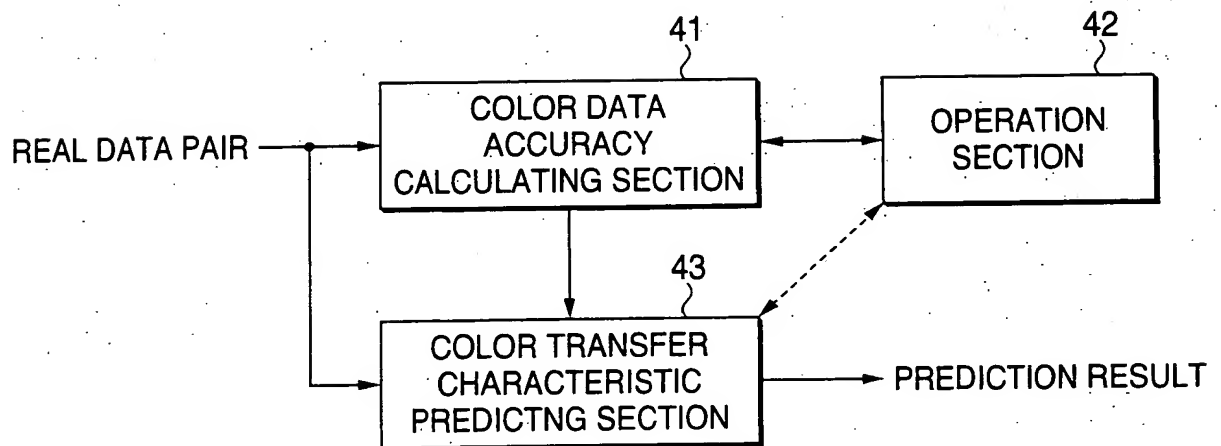 41
42
COLOR DATA
ACCURACY
CALCULATING SECTION
OPERATION
SECTION
REAL DATA PAIR
43
COLOR TRANSFER
CHARACTERISTIC
PREDICTNG SECTION
PREDICTION RESULT